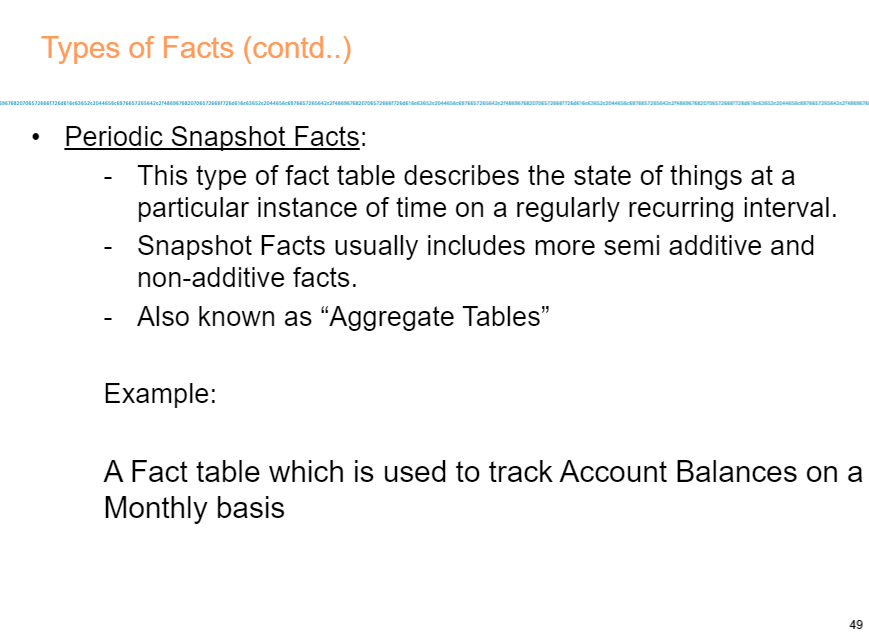 Types of Facts (contd..)
• Periodic Snapshot Facts:
- This type of fact table describes the state of things at a
particular instance of time on a regularly recurring interval.
- Snapshot Facts usually includes more semi additive and
non-additive facts.
- Also known as “Aggregate Tables”
Example:
A Fact table which is used to track Account Balances on a
Monthly basis
49